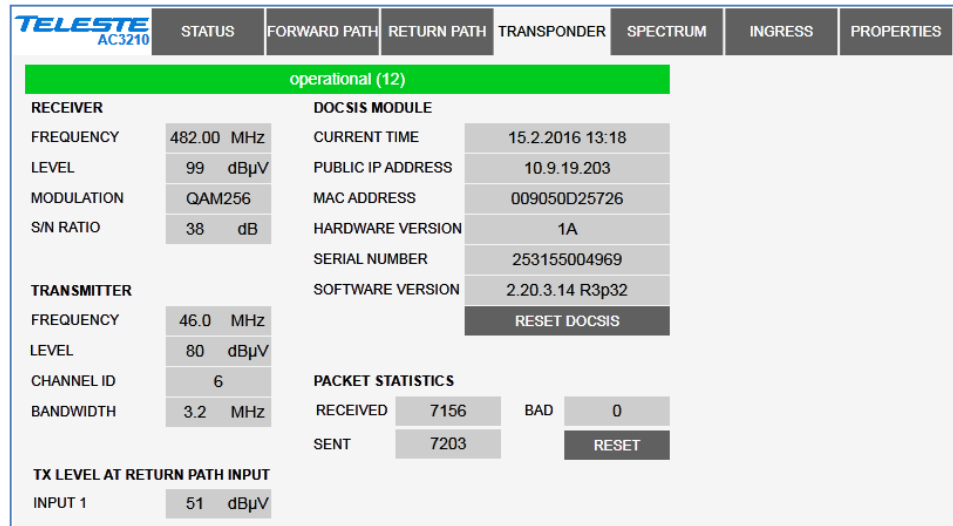 TELESTE
AC3210
STATUS FORWARD PATH RETURN PATH TRANSPONDER SPECTRUM INGRESS PROPERTIES
operational (12)
RECEIVER
FREQUENCY 482.00 MHz
LEVEL 99 dBµV
MODULATION QAM256
S/N RATIO 38 dB
TRANSMITTER
FREQUENCY 46.0 MHz
LEVEL 80 dBµV
CHANNEL ID 6
BANDWIDTH 3.2 MHz
TX LEVEL AT RETURN PATH INPUT
INPUT 1 51 dBµV
DOCSIS MODULE
CURRENT TIME 15.2.2016 13:18
PUBLIC IP ADDRESS 10.9.19.203
MAC ADDRESS 009050D25726
HARDWARE VERSION 1A
SERIAL NUMBER 253155004969
SOFTWARE VERSION 2.20.3.14 R3p32
RESET DOCSIS
PACKET STATISTICS
RECEIVED 7156 BAD 0
SENT 7203 RESET